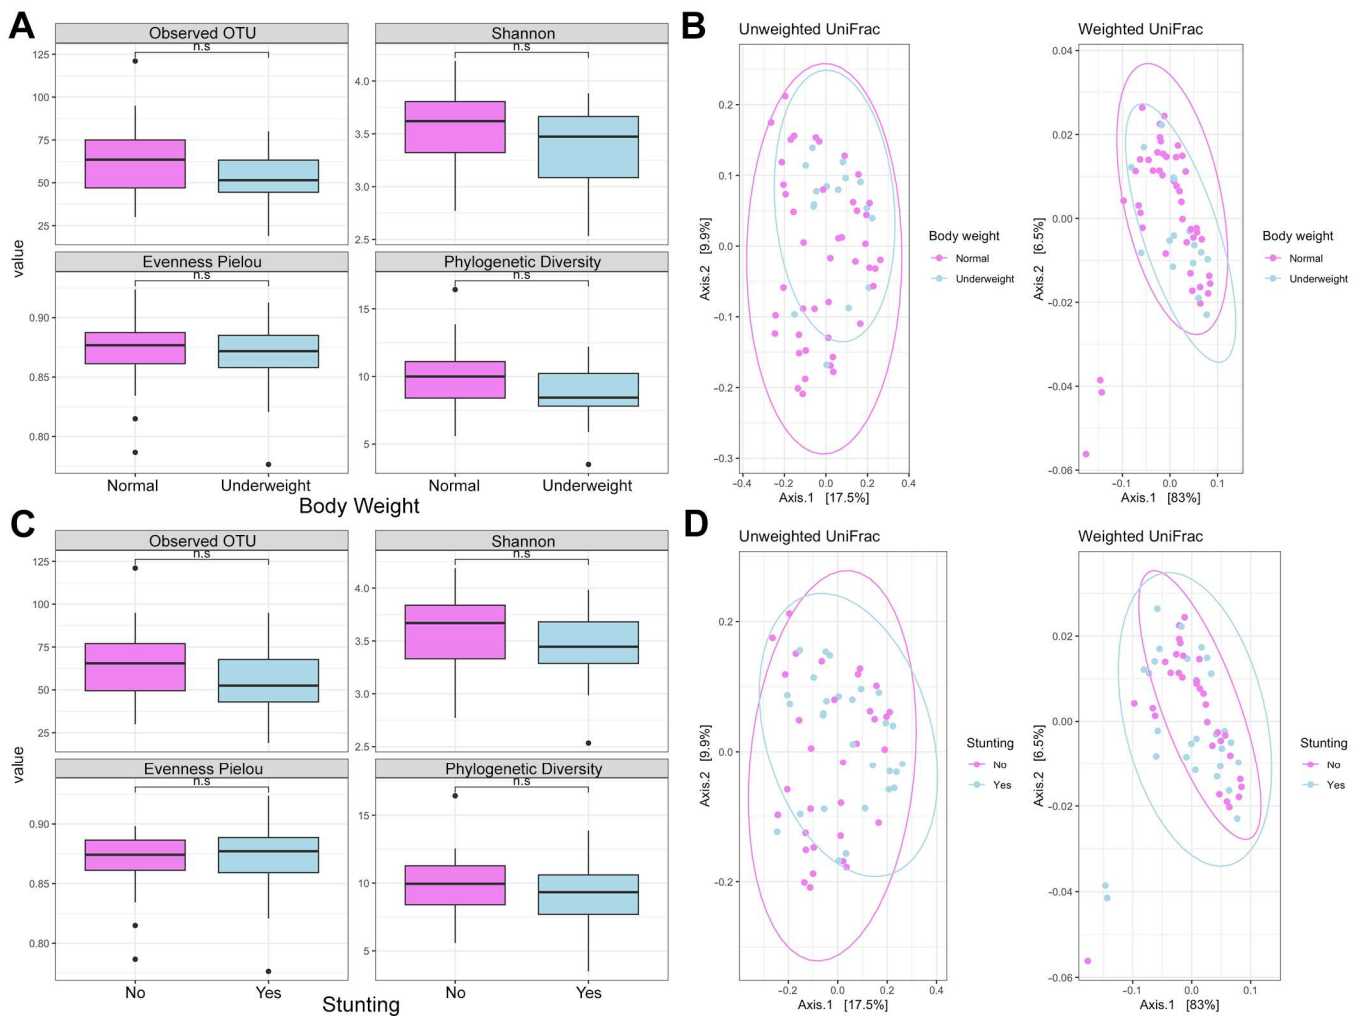 A
Observed OTU
n.s
125
100
75
50
25
Shannon
n.s
4.0
3.5
3.0
2.5
value
Evenness Pielou
n.s
0.90
0.85
0.80
Phylogenetic Diversity
n.s
15
10
5
Normal Underweight
Normal Underweight
Body Weight
B
Unweighted UniFrac
0.2
0.1
0.0
−0.1
−0.2
−0.3
Axis.2 [9.9%]
−0.4 −0.2 0.0 0.2 0.4
Axis.1 [17.5%]
Body weight
Normal
Underweight
Weighted UniFrac
0.04
0.02
0.00
−0.02
−0.04
−0.06
Axis.2 [6.5%]
−0.1 0.0 0.1
Axis.1 [83%]
Body weight
Normal
Underweight
C
Observed OTU
n.s
125
100
75
50
25
Shannon
n.s
4.0
3.5
3.0
2.5
value
Evenness Pielou
n.s
0.90
0.85
0.80
Phylogenetic Diversity
n.s
15
10
5
No Yes
No Yes
Stunting
D
Unweighted UniFrac
0.2
0.0
−0.2
Axis.2 [9.9%]
−0.2 0.0 0.2 0.4
Axis.1 [17.5%]
Stunting
No
Yes
Weighted UniFrac
0.02
0.00
−0.02
−0.04
−0.06
Axis.2 [6.5%]
−0.1 0.0 0.1
Axis.1 [83%]
Stunting
No
Yes